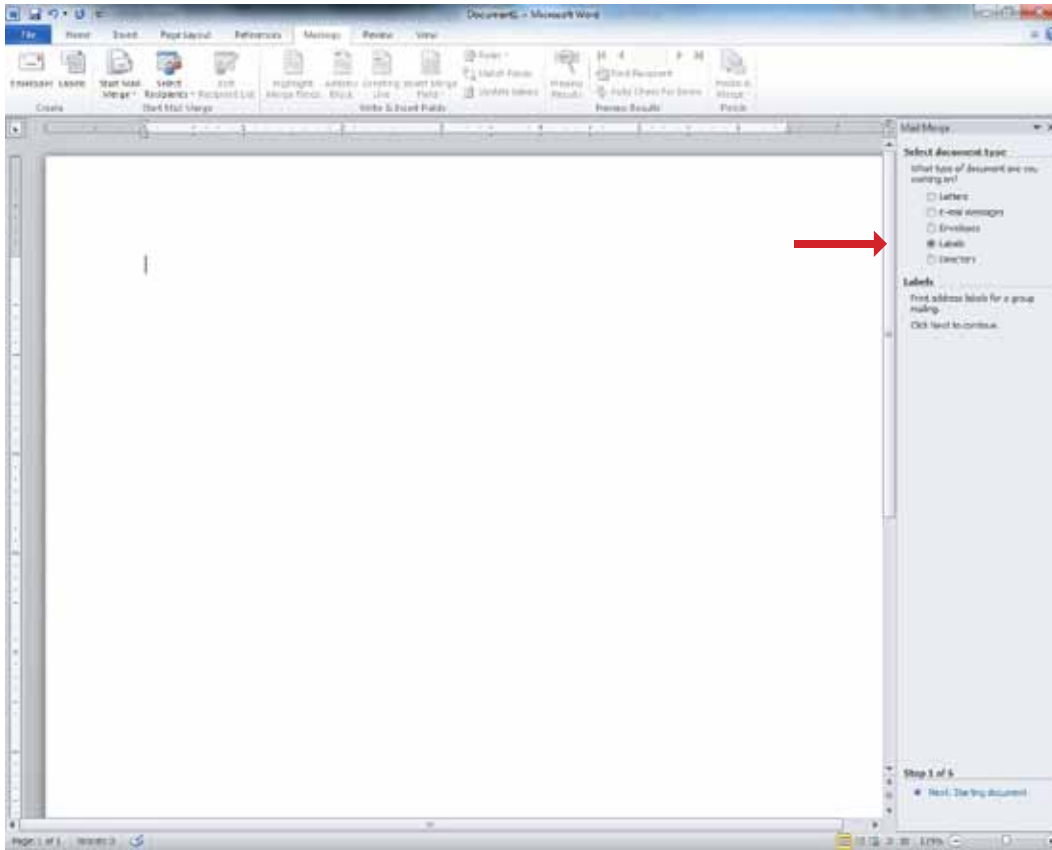 Document1 - Microsoft Word
File Home Insert Page Layout References Mailings Review View
Envelopes Labels Start Mail Merge Select Recipients Edit Recipient List Highlight Merge Fields Address Block Greeting Line Insert Merge Field Rules Match Fields Update Labels Preview Results Find Recipient Auto Check for Errors Finish & Merge
Create Start Mail Merge Write & Insert Fields Preview Results Finish
Mail Merge
Select document type
What type of document are you
working on?
Letters
E-mail messages
Envelopes
Labels
Directory
Labels
Print address labels for a group
mailing.
Click Next to continue.
Step 1 of 6
Next: Starting document
Page: 1 of 1 Words: 0 129%